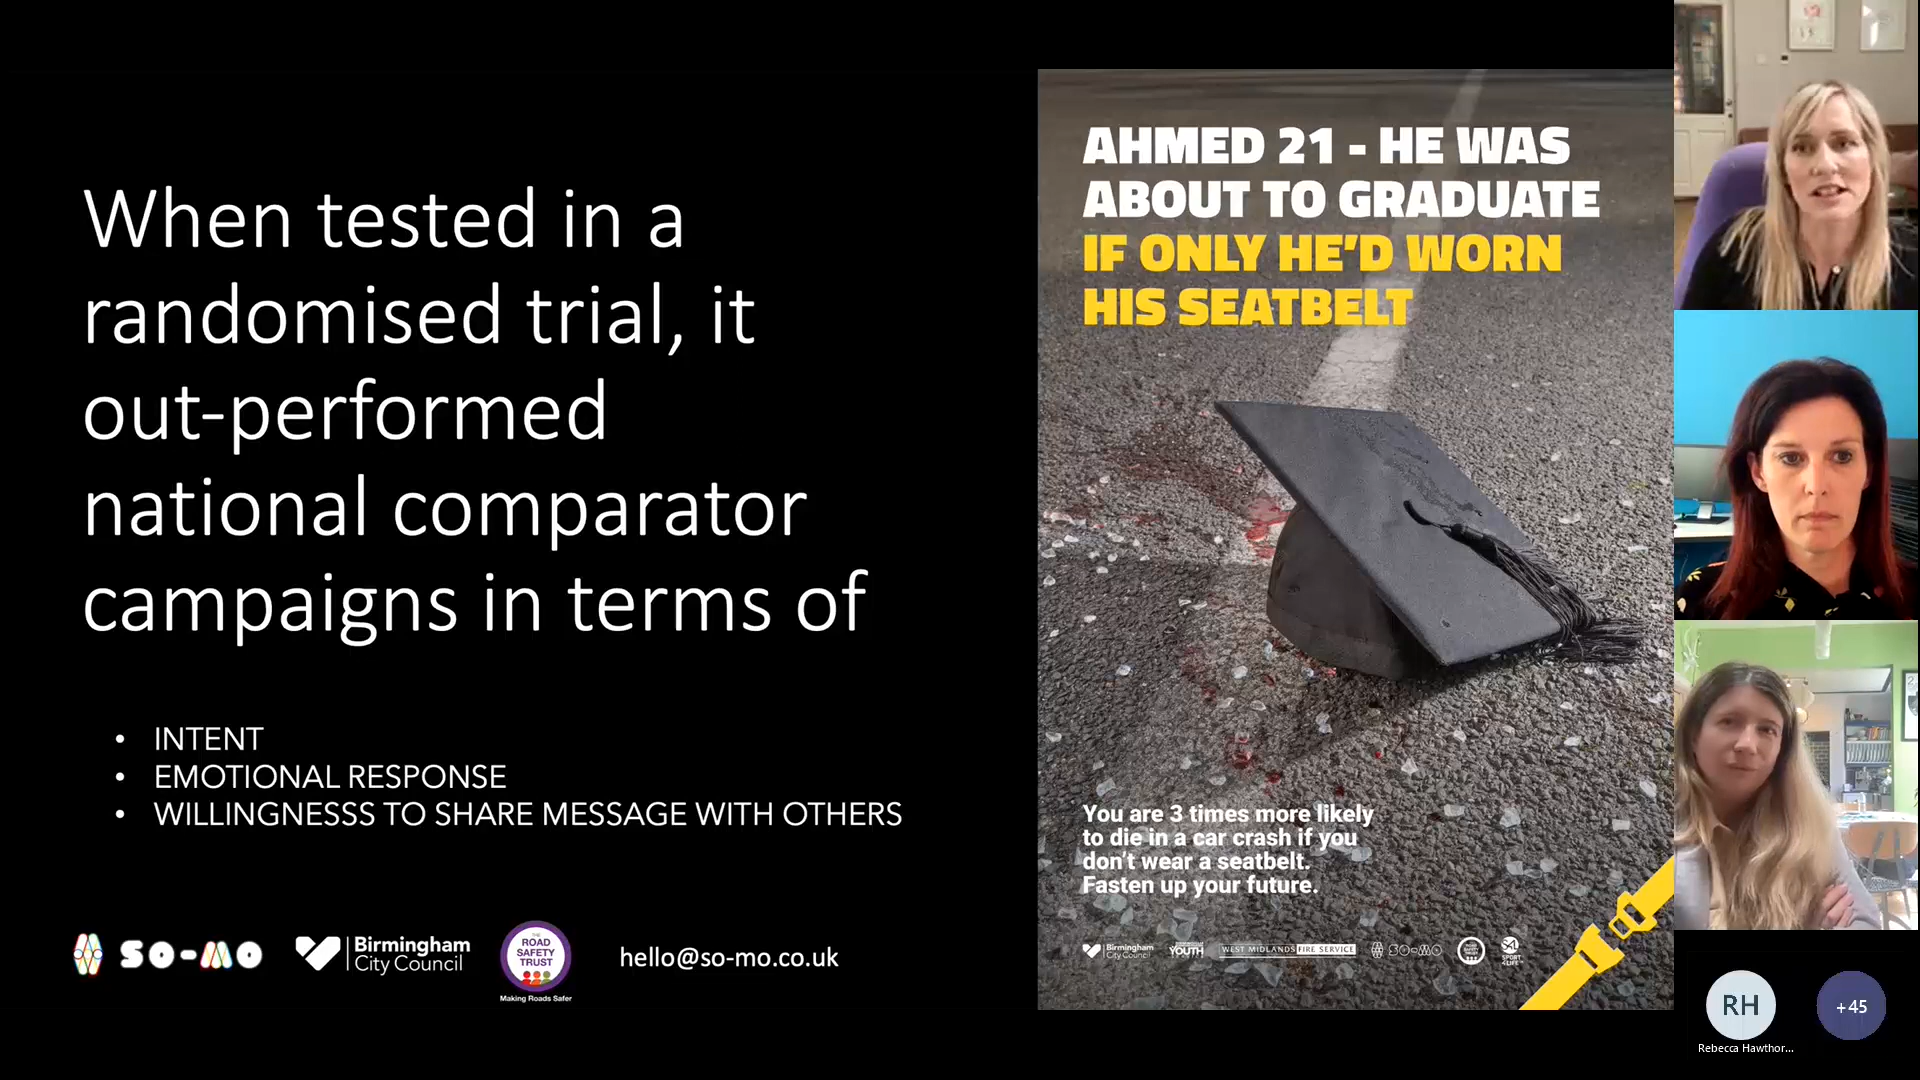 When tested in a
randomised trial, it
out-performed
national comparator
campaigns in terms of
• INTENT
• EMOTIONAL RESPONSE
• WILLINGNESSS TO SHARE MESSAGE WITH OTHERS
SO-MO
Birmingham
City Council
THE
ROAD
SAFETY
TRUST
Making Roads Safer
hello@so-mo.co.uk
AHMED 21 - HE WAS
ABOUT TO GRADUATE
IF ONLY HE'D WORN
HIS SEATBELT
You are 3 times more likely
to die in a car crash if you
don't wear a seatbelt.
Fasten up your future.
Birmingham
City Council
YOUTH
WEST MIDLANDS FIRE SERVICE
SO-MO
RH
Rebecca Hawthor...
+45